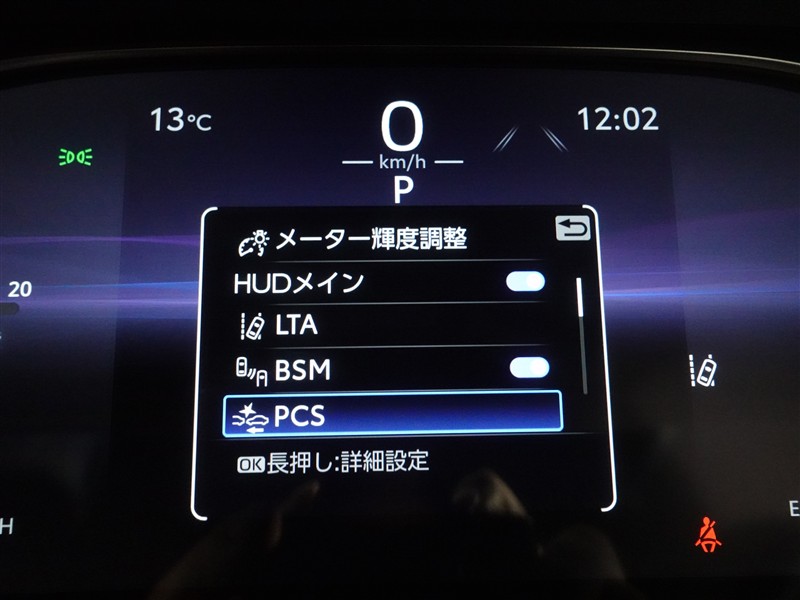 13℃
0
12:02
km/h
P
メーター輝度調整
HUDメイン
20
LTA
BSM
PCS
OK長押し:詳細設定
H
E